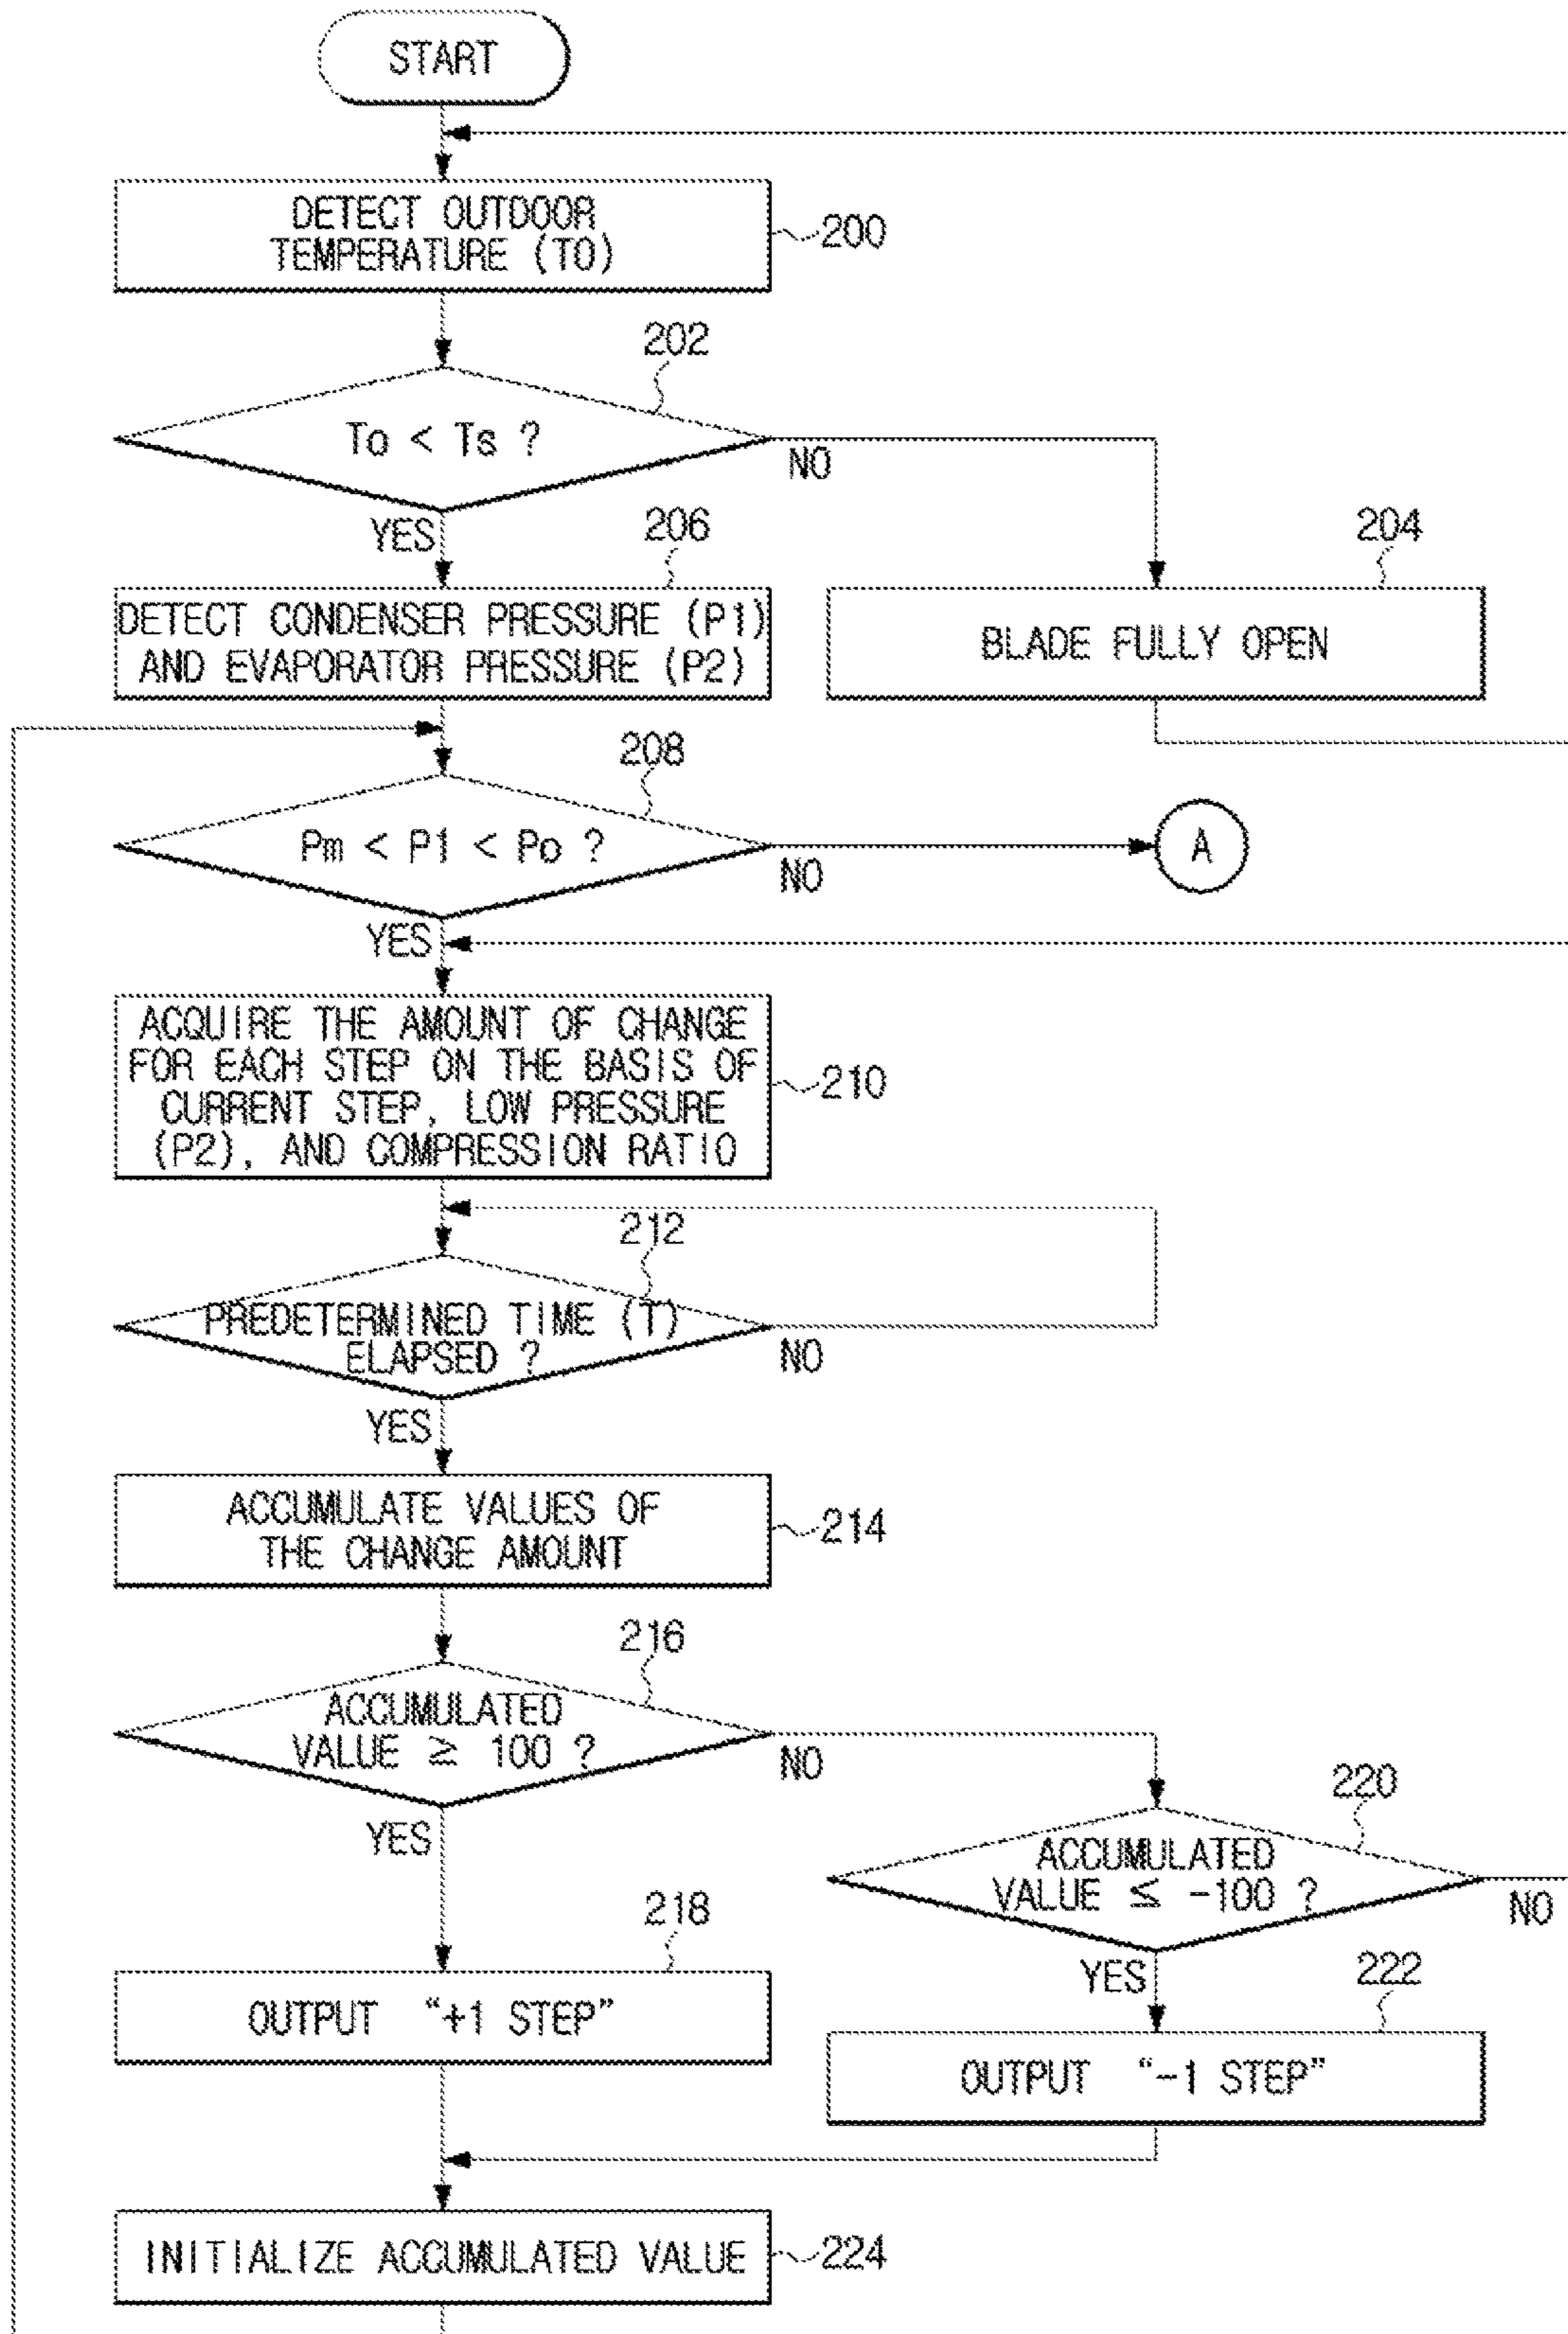 START
DETECT OUTDOOR
TEMPERATURE (TO)
200
202
To < Ts ?
NO
YES
206
DETECT CONDENSER PRESSURE (P1)
AND EVAPORATOR PRESSURE (P2)
204
BLADE FULLY OPEN
208
Pm < P1 < Po ?
NO
A
YES
ACQUIRE THE AMOUNT OF CHANGE
FOR EACH STEP ON THE BASIS OF
CURRENT STEP, LOW PRESSURE
(P2), AND COMPRESSION RATIO
210
212
PREDETERMINED TIME (T)
ELAPSED ?
NO
YES
ACCUMULATE VALUES OF
THE CHANGE AMOUNT
214
216
ACCUMULATED
VALUE ≧ 100 ?
NO
YES
220
ACCUMULATED
VALUE ≦ -100 ?
NO
YES
218
OUTPUT “+1 STEP”
222
OUTPUT “-1 STEP”
INITIALIZE ACCUMULATED VALUE
224